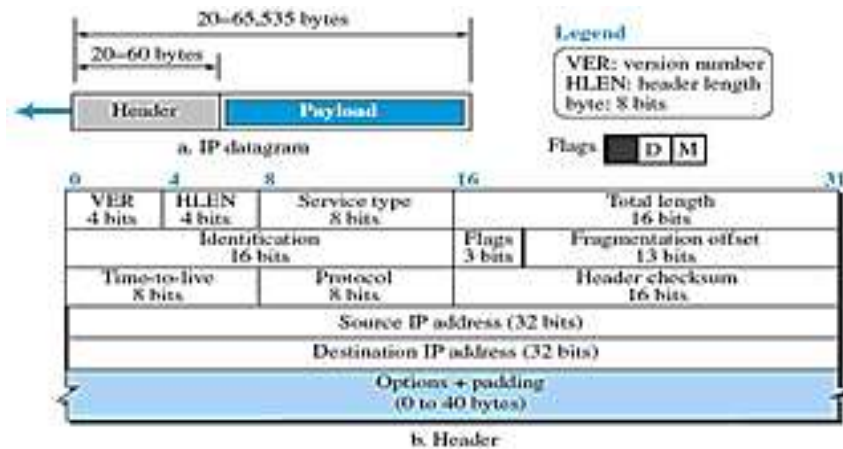 20–65,535 bytes
20–60 bytes
Header
Payload
a. IP datagram
Legend
VER: version number
HLEN: header length
byte: 8 bits
Flags D M
0 4 8 16 31
VER HLEN Service type Total length
4 bits 4 bits 8 bits 16 bits
Identification Flags Fragmentation offset
16 bits 3 bits 13 bits
Time-to-live Protocol Header checksum
8 bits 8 bits 16 bits
Source IP address (32 bits)
Destination IP address (32 bits)
Options + padding
(0 to 40 bytes)
b. Header